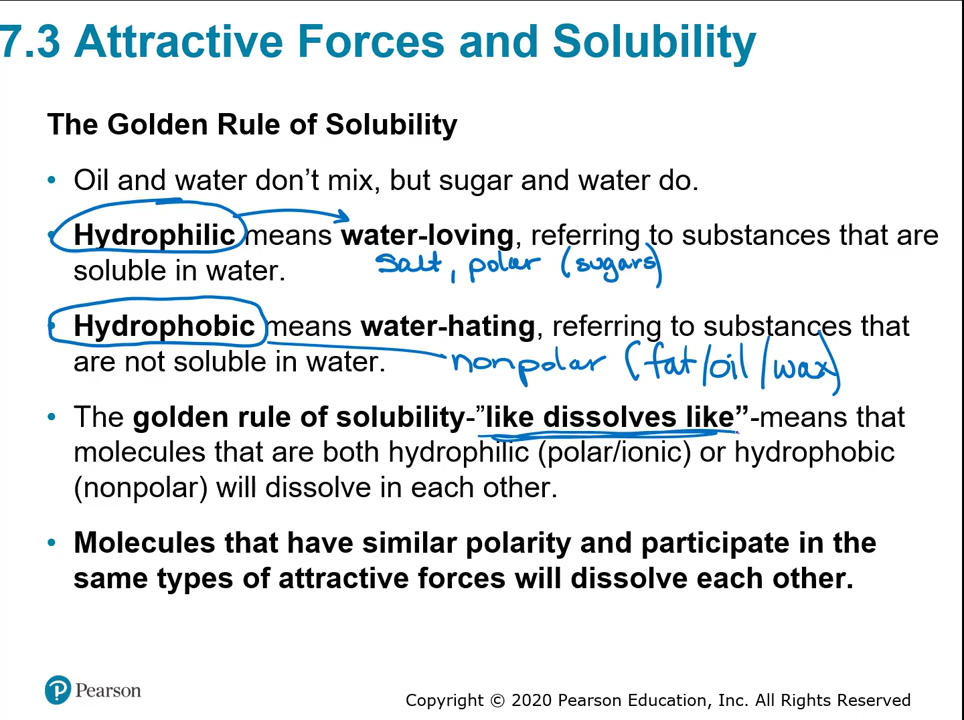 7.3 Attractive Forces and Solubility
The Golden Rule of Solubility
• Oil and water don’t mix, but sugar and water do.
• Hydrophilic means water-loving, referring to substances that are
soluble in water.
salt, polar (sugars)
• Hydrophobic means water-hating, referring to substances that
are not soluble in water.
nonpolar (fat/oil/wax)
• The golden rule of solubility-”like dissolves like”-means that
molecules that are both hydrophilic (polar/ionic) or hydrophobic
(nonpolar) will dissolve in each other.
• Molecules that have similar polarity and participate in the
same types of attractive forces will dissolve each other.
P Pearson
Copyright © 2020 Pearson Education, Inc. All Rights Reserved